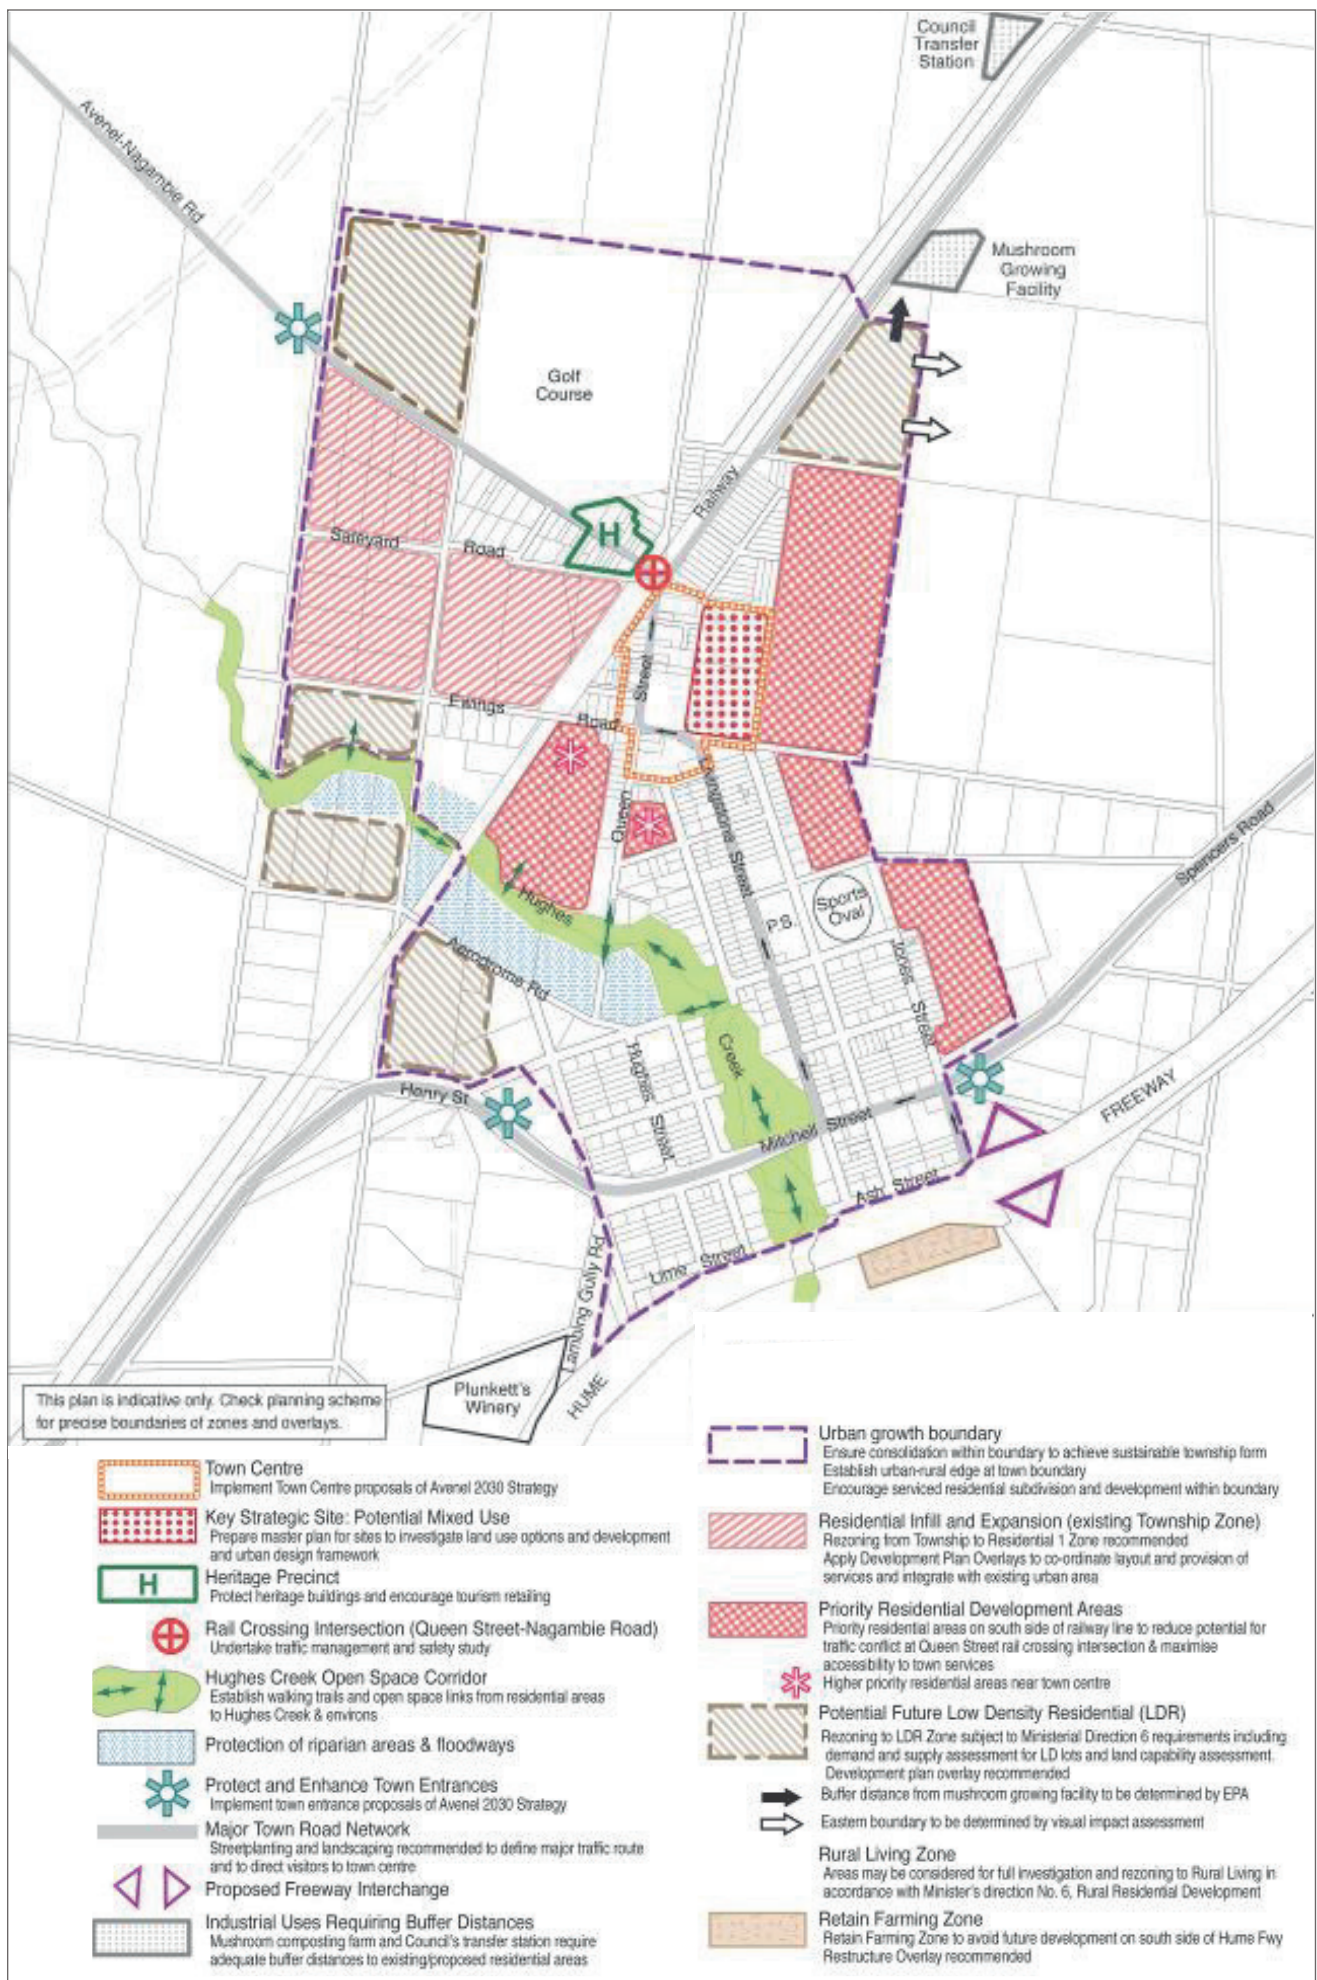 Council
Transfer
Station
Avenel-Nagambie Rd
Mushroom
Growing
Facility
Golf
Course
Railway
H
Saleyard Road
Street
Ewings Road
Queen
Livingstone Street
Spencers Road
Hughes
P.S.
Sports
Oval
Aerodrome Rd
Jones Street
Creek
Hughes Street
Henry St
Mitchell Street
FREEWAY
Ash Street
Lime Street
Lambing Gully Rd
Plunkett's
Winery
HUME
This plan is indicative only. Check planning scheme
for precise boundaries of zones and overlays.
Town Centre
Implement Town Centre proposals of Avenel 2030 Strategy
Key Strategic Site: Potential Mixed Use
Prepare master plan for sites to investigate land use options and development
and urban design framework
H
Heritage Precinct
Protect heritage buildings and encourage tourism retailing
Rail Crossing Intersection (Queen Street-Nagambie Road)
Undertake traffic management and safety study
Hughes Creek Open Space Corridor
Establish walking trails and open space links from residential areas
to Hughes Creek & environs
Protection of riparian areas & floodways
Protect and Enhance Town Entrances
Implement town entrance proposals of Avenel 2030 Strategy
Major Town Road Network
Streetplanting and landscaping recommended to define major traffic route
and to direct visitors to town centre
Proposed Freeway Interchange
Industrial Uses Requiring Buffer Distances
Mushroom composting farm and Council's transfer station require
adequate buffer distances to existing/proposed residential areas
Urban growth boundary
Ensure consolidation within boundary to achieve sustainable township form
Establish urban-rural edge at town boundary
Encourage serviced residential subdivision and development within boundary
Residential Infill and Expansion (existing Township Zone)
Rezoning from Township to Residential 1 Zone recommended
Apply Development Plan Overlays to co-ordinate layout and provision of
services and integrate with existing urban area
Priority Residential Development Areas
Priority residential areas on south side of railway line to reduce potential for
traffic conflict at Queen Street rail crossing intersection & maximise
accessibility to town services
Higher priority residential areas near town centre
Potential Future Low Density Residential (LDR)
Rezoning to LDR Zone subject to Ministerial Direction 6 requirements including
demand and supply assessment for LD lots and land capability assessment.
Development plan overlay recommended
Buffer distance from mushroom growing facility to be determined by EPA
Eastern boundary to be determined by visual impact assessment
Rural Living Zone
Areas may be considered for full investigation and rezoning to Rural Living in
accordance with Minister's direction No. 6, Rural Residential Development
Retain Farming Zone
Retain Farming Zone to avoid future development on south side of Hume Fwy
Restructure Overlay recommended